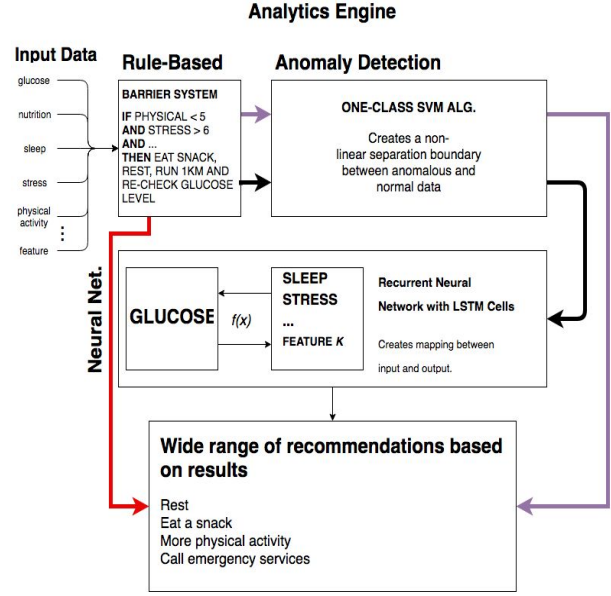 Analytics Engine
Input Data
glucose
nutrition
sleep
stress
physical
activity
feature
Rule-Based
BARRIER SYSTEM
IF PHYSICAL < 5
AND STRESS > 6
AND ...
THEN EAT SNACK,
REST, RUN 1KM AND
RE-CHECK GLUCOSE
LEVEL
Anomaly Detection
ONE-CLASS SVM ALG.
Creates a non-
linear separation boundary
between anomalous and
normal data
Neural Net.
GLUCOSE
f(x)
SLEEP
STRESS
...
FEATURE K
Recurrent Neural
Network with LSTM Cells
Creates mapping between
input and output.
Wide range of recommendations based
on results
Rest
Eat a snack
More physical activity
Call emergency services